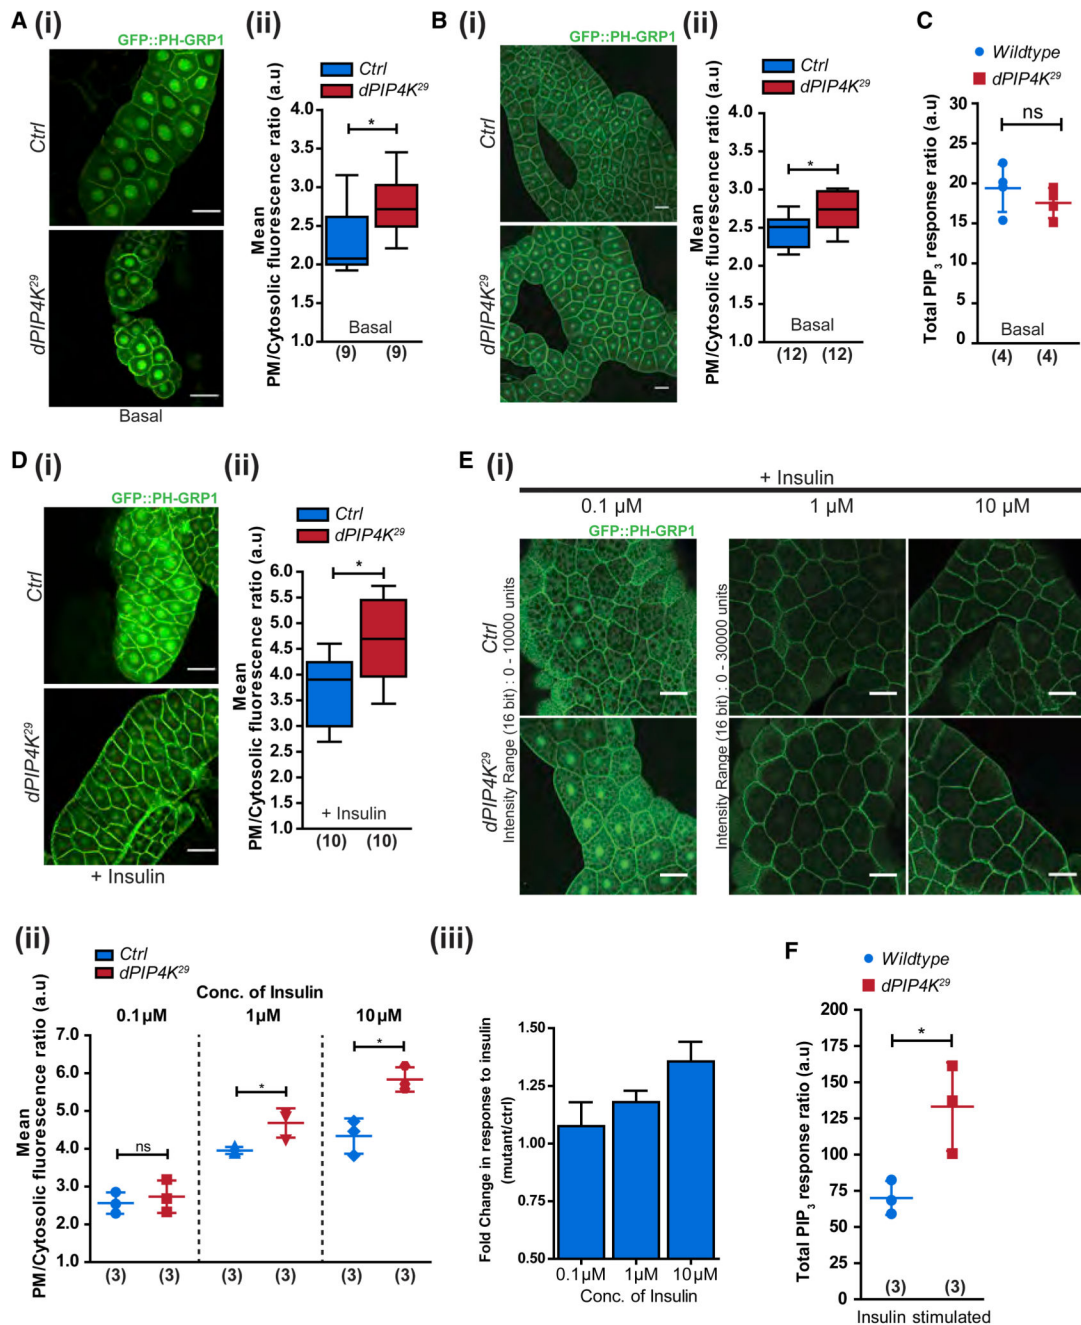 A (i)
GFP::PH-GRP1
Ctrl
dPIP4K²⁹
Basal
(ii)
Ctrl
dPIP4K²⁹
Mean
PM/Cytosolic fluorescence ratio (a.u)
4.0
3.5
3.0
2.5
2.0
1.5
1.0
*
Basal
(9) (9)
B (i)
GFP::PH-GRP1
Ctrl
dPIP4K²⁹
(ii)
Ctrl
dPIP4K²⁹
Mean
PM/Cytosolic fluorescence ratio (a.u)
4.0
3.5
3.0
2.5
2.0
1.5
1.0
*
Basal
(12) (12)
C
Wildtype
dPIP4K²⁹
Total PIP₃ response ratio (a.u)
30
25
20
15
10
5
0
ns
Basal
(4) (4)
D (i)
GFP::PH-GRP1
Ctrl
dPIP4K²⁹
+ Insulin
(ii)
Ctrl
dPIP4K²⁹
Mean
PM/Cytosolic fluorescence ratio (a.u)
6.0
5.5
5.0
4.5
4.0
3.5
3.0
2.5
2.0
1.5
1.0
*
+ Insulin
(10) (10)
E (i)
+ Insulin
0.1 µM 1 µM 10 µM
GFP::PH-GRP1
Ctrl
dPIP4K²⁹
Intensity Range (16 bit) : 0 - 10000 units
Intensity Range (16 bit) : 0 - 30000 units
(ii)
Ctrl
dPIP4K²⁹
Conc. of Insulin
0.1µM 1µM 10µM
Mean
PM/Cytosolic fluorescence ratio (a.u)
7.0
6.0
5.0
4.0
3.0
2.0
1.0
ns
*
*
(3) (3) (3) (3) (3) (3)
(iii)
Fold Change in response to insulin
(mutant/ctrl)
1.50
1.25
1.00
0.75
0.50
0.1µM 1µM 10µM
Conc. of Insulin
F
Wildtype
dPIP4K²⁹
Total PIP₃ response ratio (a.u)
200
175
150
125
100
75
50
25
0
*
(3) (3)
Insulin stimulated